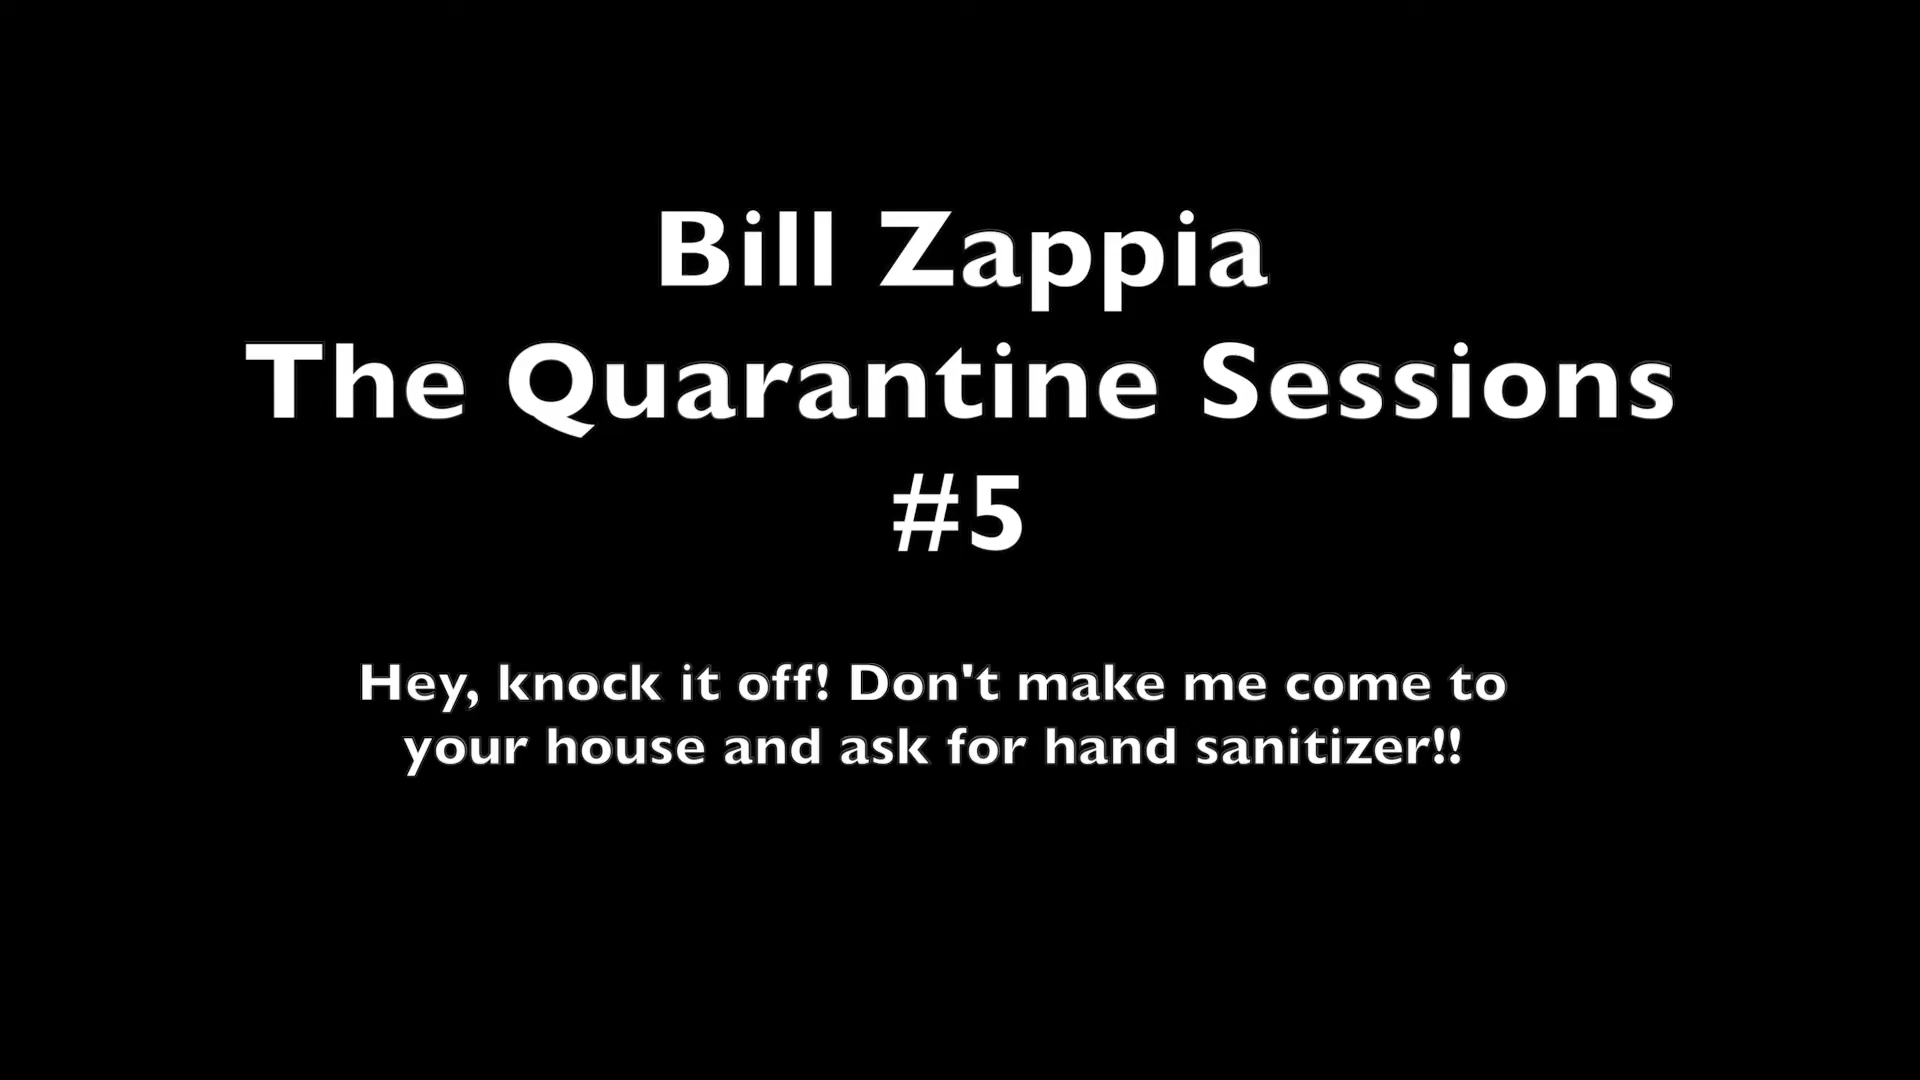 Bill Zappia
The Quarantine Sessions
#5
Hey, knock it off! Don't make me come to
your house and ask for hand sanitizer!!